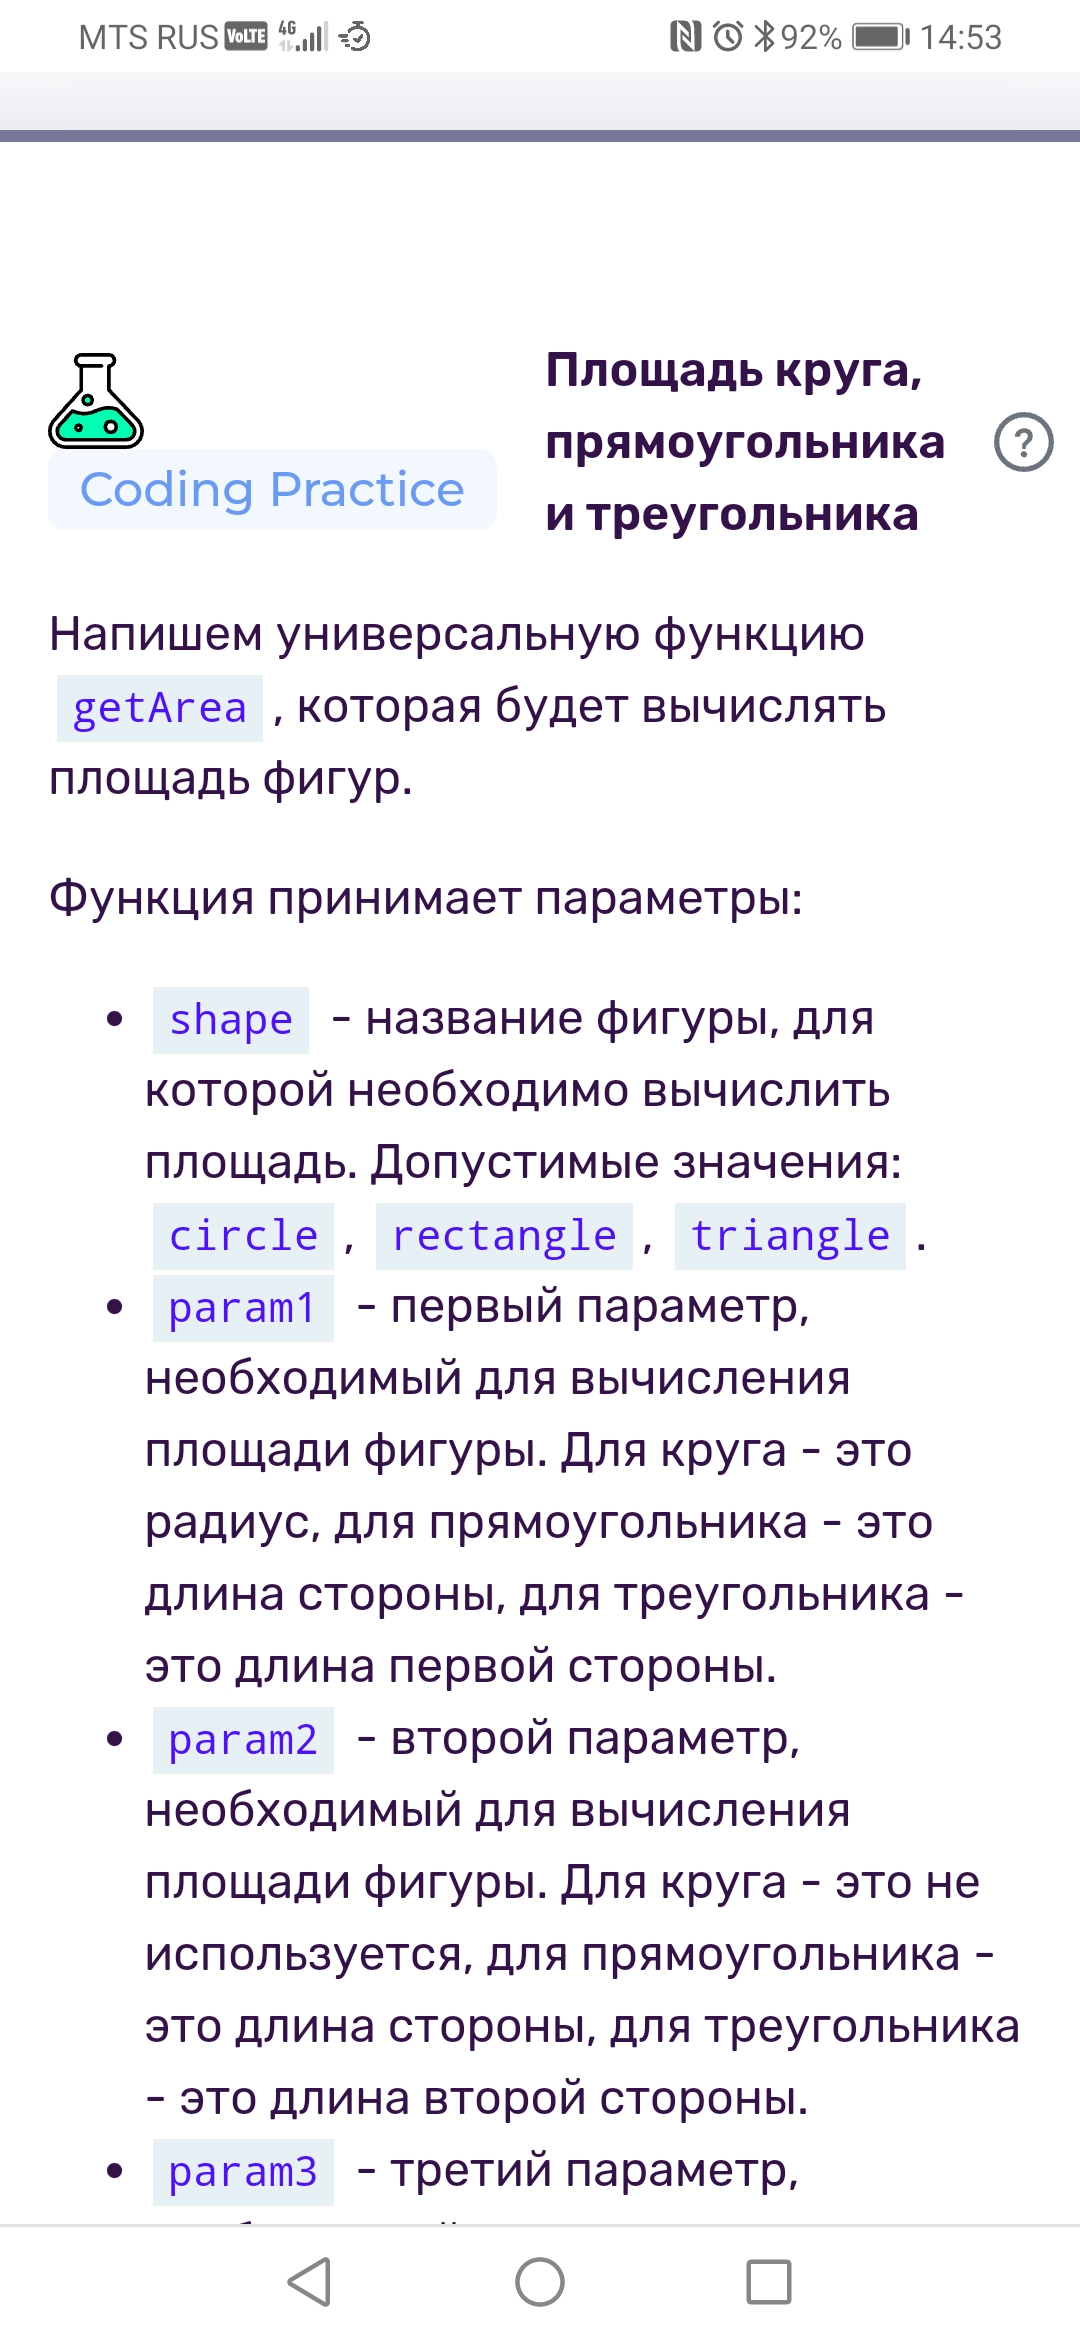 MTS RUS VoLTE 4G 92% 14:53
Coding Practice
Площадь круга,
прямоугольника
и треугольника
?
Напишем универсальную функцию
getArea , которая будет вычислять
площадь фигур.
Функция принимает параметры:
• shape - название фигуры, для
которой необходимо вычислить
площадь. Допустимые значения:
circle , rectangle , triangle .
• param1 - первый параметр,
необходимый для вычисления
площади фигуры. Для круга - это
радиус, для прямоугольника - это
длина стороны, для треугольника -
это длина первой стороны.
• param2 - второй параметр,
необходимый для вычисления
площади фигуры. Для круга - это не
используется, для прямоугольника -
это длина стороны, для треугольника
- это длина второй стороны.
• param3 - третий параметр,